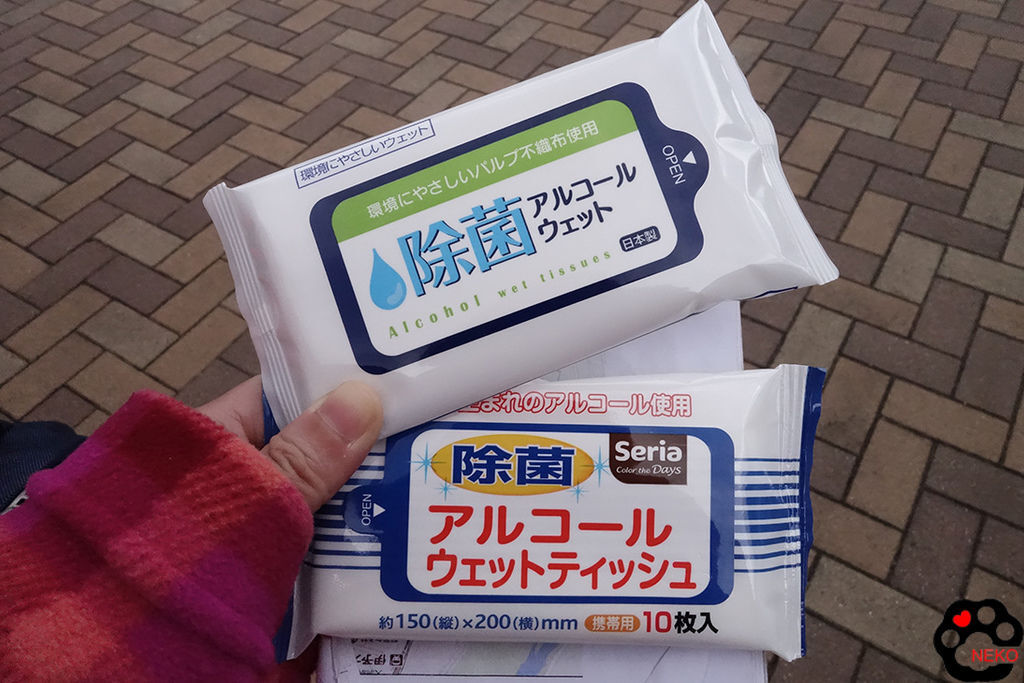 環境にやさしいウェット
環境にやさしいパルプ不織布使用
除菌
アルコール
ウェット
日本製
Alcohol wet tissues
OPEN
まれのアルコール使用
除菌
Seria
Color the Days
OPEN
アルコール
ウェットティッシュ
約150(縦)×200(横)mm 携帯用 10枚入
伊予
NEKO